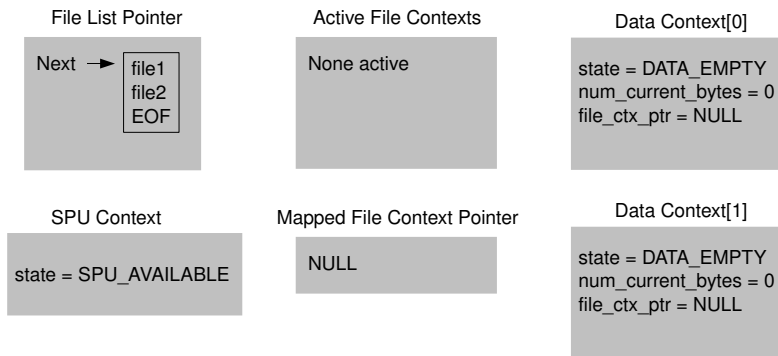 File List Pointer
Next
file1
file2
EOF
Active File Contexts
None active
Data Context[0]
state = DATA_EMPTY
num_current_bytes = 0
file_ctx_ptr = NULL
SPU Context
state = SPU_AVAILABLE
Mapped File Context Pointer
NULL
Data Context[1]
state = DATA_EMPTY
num_current_bytes = 0
file_ctx_ptr = NULL